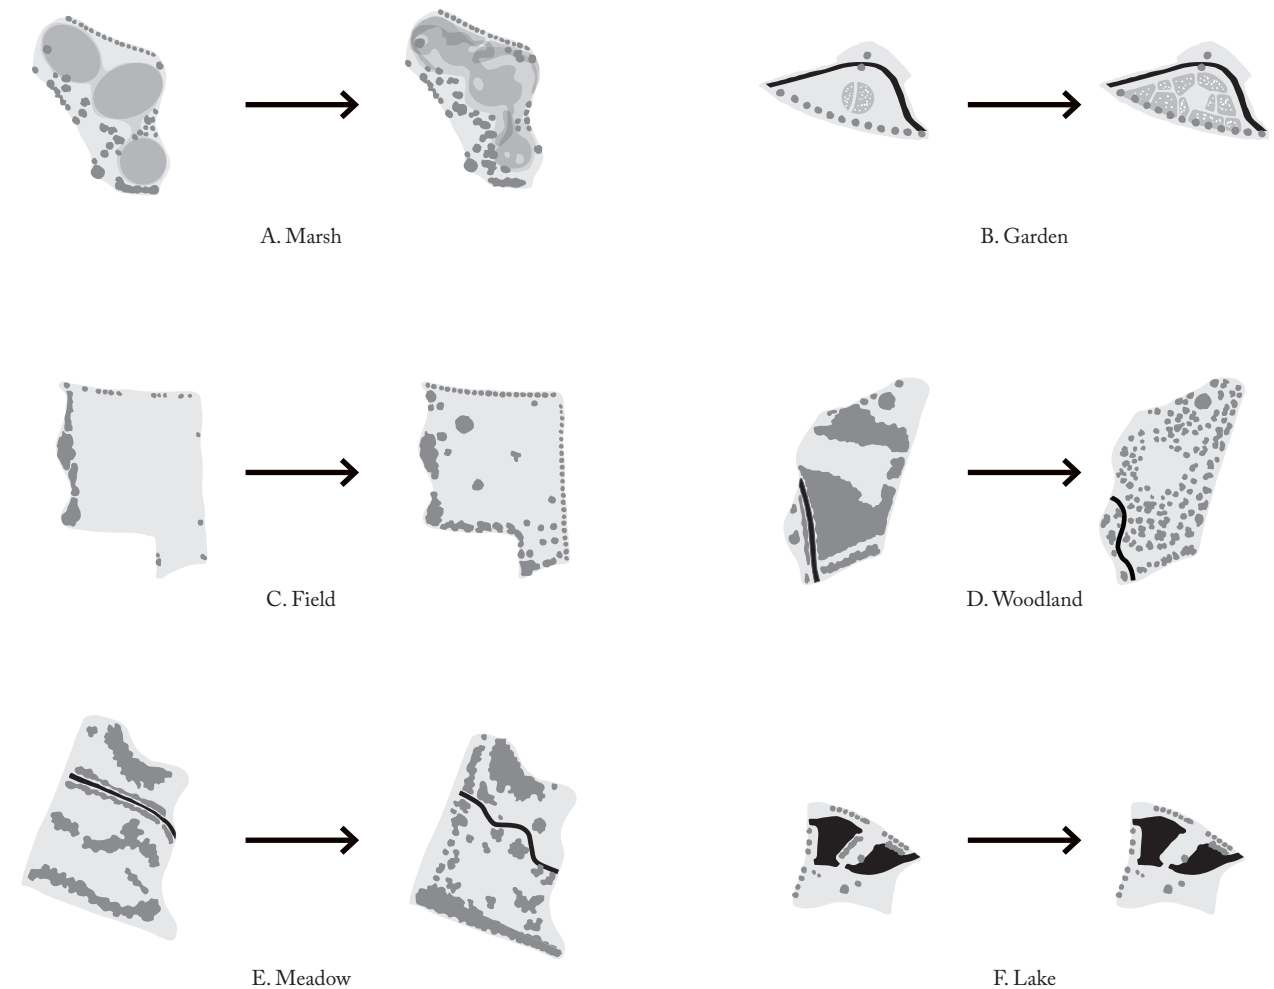 A. Marsh
B. Garden
C. Field
D. Woodland
E. Meadow
F. Lake